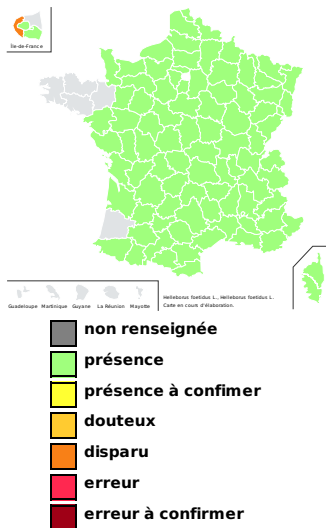 Île-de-France
Guadeloupe Martinique Guyane La Réunion Mayotte
Helleborus foetidus L., Helleborus foetidus L.
Carte en cours d'élaboration.
non renseignée
présence
présence à confimer
douteux
disparu
erreur
erreur à confirmer